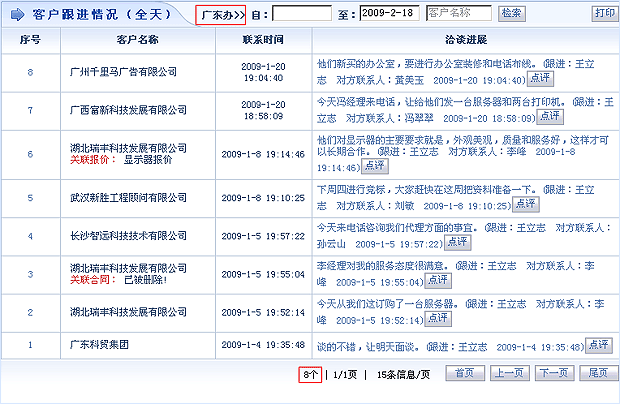 客户跟进情况（全天） 广东办>> 自： 至： 2009-2-18 客户名称 检索 打印
序号 客户名称 联系时间 洽谈进展
8 广州千里马广告有限公司 2009-1-20 19:04:40 他们新买的办公室，要进行办公室装修和电话布线。（跟进：王立
志 对方联系人：黄美玉 2009-1-20 19:04:40) 点评
7 广西富新科技发展有限公司 2009-1-20 18:58:09 今天冯经理来电话，让给他们发一台服务器和两台打印机。（跟进：王
立志 对方联系人：冯翠翠 2009-1-20 18:58:09) 点评
6 湖北瑞丰科技发展有限公司 2009-1-8 19:14:46 他们对显示器的主要要求就是，外观美观，质量和服务好，这样才可
关联报价： 显示器报价 以长期合作。（跟进：王立志 对方联系人：李峰 2009-1-8
19:14:46) 点评
5 武汉新胜工程顾问有限公司 2009-1-8 19:10:25 下周四进行竞标，大家赶快在这周把资料准备一下。（跟进：王立
志 对方联系人：刘敏 2009-1-8 19:10:25) 点评
4 长沙智远科技技术有限公司 2009-1-5 19:57:22 今天来电话咨询我们代理方面的事宜。（跟进：王立志 对方联系人：
孙云山 2009-1-5 19:57:22) 点评
3 湖北瑞丰科技发展有限公司 2009-1-5 19:55:04 李经理对我的服务态度很满意。（跟进：王立志 对方联系人：李
关联合同： 已被删除! 峰 2009-1-5 19:55:04) 点评
2 湖北瑞丰科技发展有限公司 2009-1-5 19:52:14 今天从我们这订购了一台服务器。（跟进：王立志 对方联系人：李
峰 2009-1-5 19:52:14) 点评
1 广东科贸集团 2009-1-4 19:35:48 谈的不错，让明天面谈。（跟进：王立志 2009-1-4 19:35:48) 点评
8个 | 1/1页 | 15条信息/页 首页 上一页 下一页 尾页